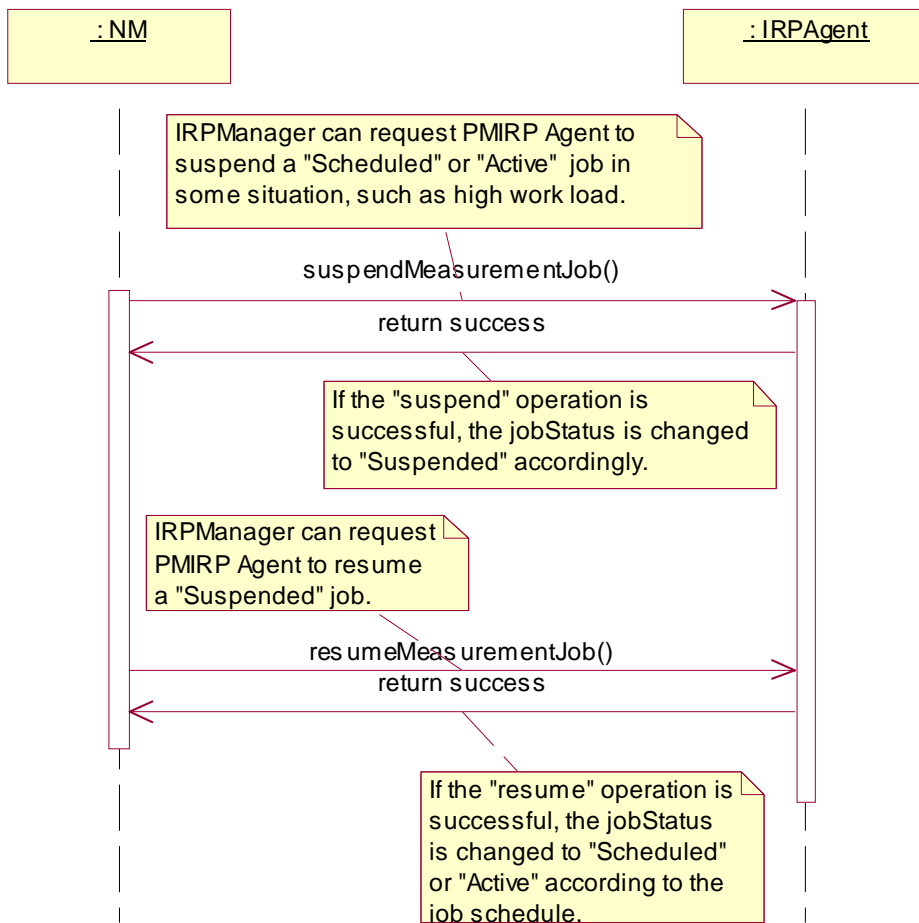 : NM
: IRPAgent
IRPManager can request PMIRP Agent to
suspend a "Scheduled" or "Active" job in
some situation, such as high work load.
suspendMeasurementJob()
return success
If the "suspend" operation is
successful, the jobStatus is changed
to "Suspended" accordingly.
IRPManager can request
PMIRP Agent to resume
a "Suspended" job.
resumeMeasurementJob()
return success
If the "resume" operation is
successful, the jobStatus
is changed to "Scheduled"
or "Active" according to the
job schedule.